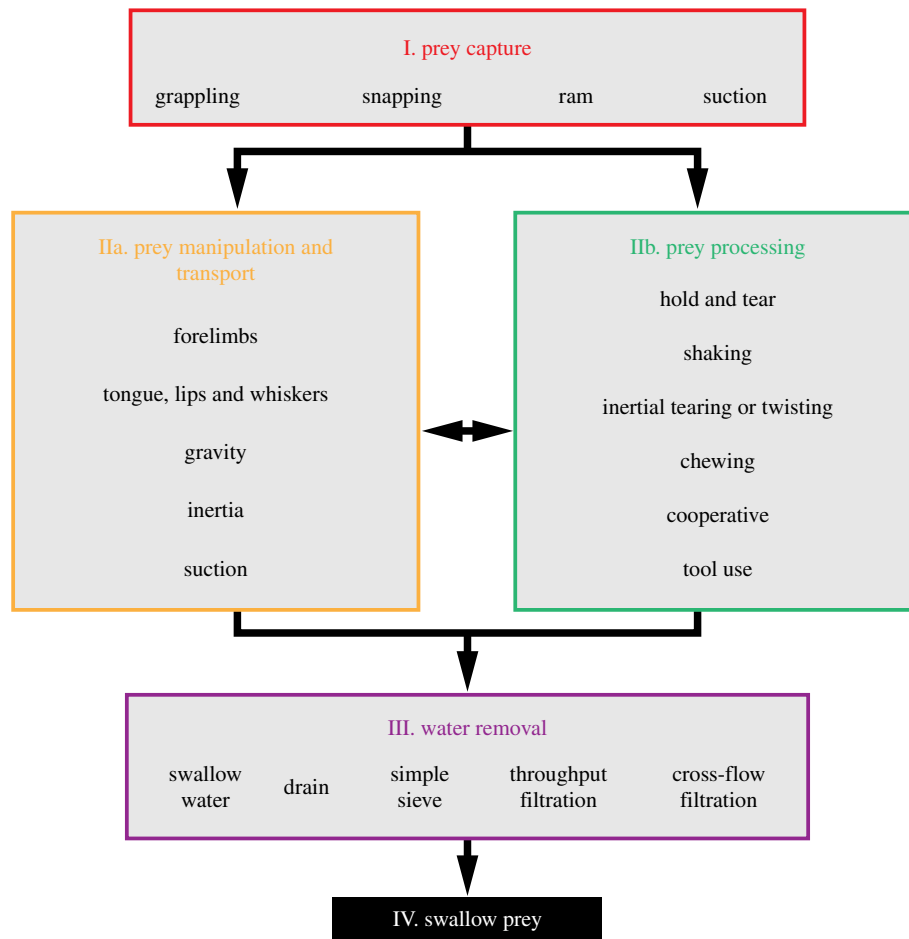 I. prey capture
grappling snapping ram suction
IIa. prey manipulation and
transport
forelimbs
tongue, lips and whiskers
gravity
inertia
suction
IIb. prey processing
hold and tear
shaking
inertial tearing or twisting
chewing
cooperative
tool use
III. water removal
swallow
water
drain
simple
sieve
throughput
filtration
cross-flow
filtration
IV. swallow prey